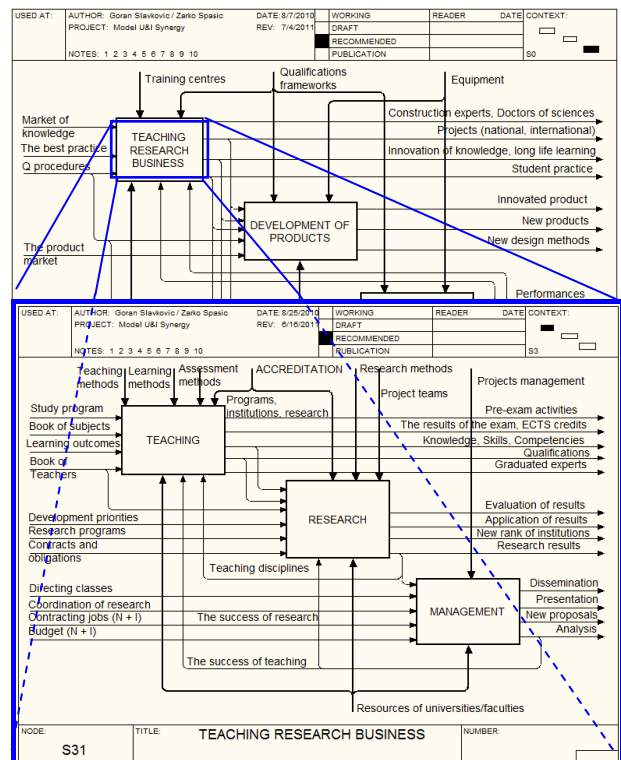 USED AT:
AUTHOR: Goran Slavkovic / Zarko Spasic
DATE: 8/7/2010
WORKING
READER
DATE
CONTEXT:
PROJECT: Model U&I Synergy
REV: 7/4/2011
DRAFT
RECOMMENDED
NOTES: 1 2 3 4 5 6 7 8 9 10
PUBLICATION
S0
Training centres
Qualifications
frameworks
Equipment
Market of
knowledge
The best practice
Q procedures
TEACHING
RESEARCH
BUSINESS
Construction experts, Doctors of sciences
Projects (national, international)
Innovation of knowledge, long life learning
Student practice
Innovated product
New products
New design methods
DEVELOPMENT OF
PRODUCTS
The product
market
Performances
USED AT:
AUTHOR: Goran Slavkovic / Zarko Spasic
DATE: 8/25/2010
WORKING
READER
DATE
CONTEXT:
PROJECT: Model U&I Synergy
REV: 6/16/2011
DRAFT
RECOMMENDED
NOTES: 1 2 3 4 5 6 7 8 9 10
PUBLICATION
S3
Teaching
methods
Learning
methods
Assessment
methods
ACCREDITATION
Research methods
Programs,
institutions, research
Project teams
Projects management
Study program
Book of subjects
Learning outcomes
Book of
Teachers
TEACHING
Pre-exam activities
The results of the exam, ECTS credits
Knowledge, Skills, Competencies
Qualifications
Graduated experts
RESEARCH
Development priorities
Research programs
Contracts and
obligations
Evaluation of results
Application of results
New rank of institutions
Research results
Teaching disciplines
Directing classes
Coordination of research
Contracting jobs (N + I)
Budget (N + I)
The success of research
MANAGEMENT
Dissemination
Presentation
New proposals
Analysis
The success of teaching
Resources of universities/faculties
NODE:
S31
TITLE:
TEACHING RESEARCH BUSINESS
NUMBER: